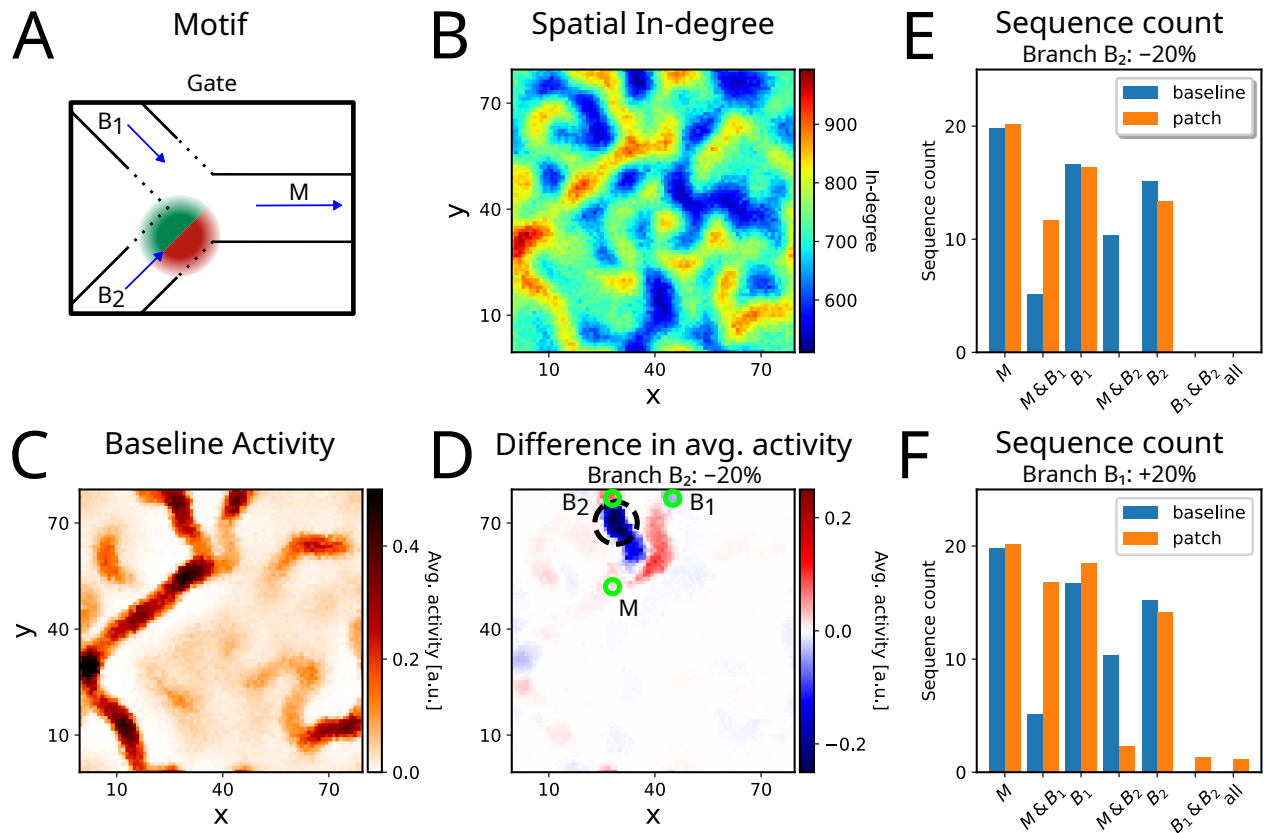 A
Motif
Gate
B1
M
B2
B
Spatial In-degree
70
40
10
y
10
40
70
x
900
800
700
600
In-degree
E
Sequence count
Branch B₂: −20%
baseline
patch
20
10
0
Sequence count
M
M & B₁
B₁
M & B₂
B₂
B₁ & B₂
all
C
Baseline Activity
70
40
10
y
10
40
70
x
0.4
0.2
0.0
Avg. activity [a.u.]
D
Difference in avg. activity
Branch B₂: −20%
B₂
B₁
M
70
40
10
y
10
40
70
x
0.2
0.0
−0.2
Avg. activity [a.u.]
F
Sequence count
Branch B₁: +20%
baseline
patch
20
10
0
Sequence count
M
M & B₁
B₁
M & B₂
B₂
B₁ & B₂
all